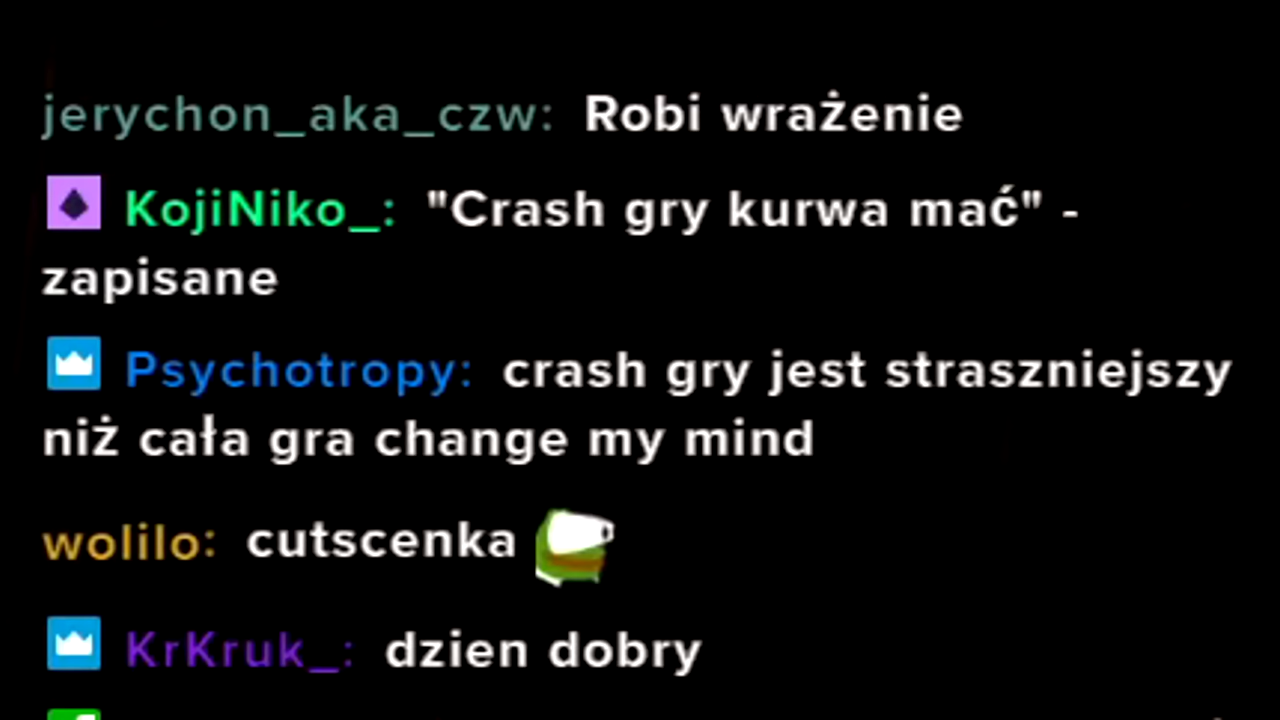 jerychon_aka_czw: Robi wrażenie
KojiNiko_: "Crash gry kurwa mać" -
zapisane
Psychotropy: crash gry jest straszniejszy
niż cała gra change my mind
wolilo: cutscenka
KrKruk_: dzien dobry